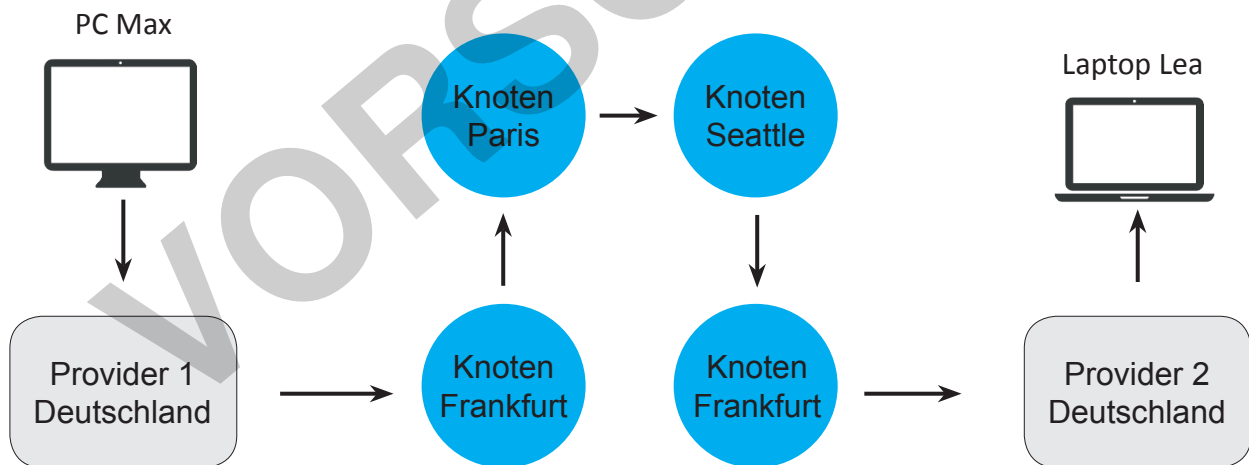 PC Max
Laptop Lea
Knoten
Paris
Knoten
Seattle
Provider 1
Deutschland
Knoten
Frankfurt
Knoten
Frankfurt
Provider 2
Deutschland